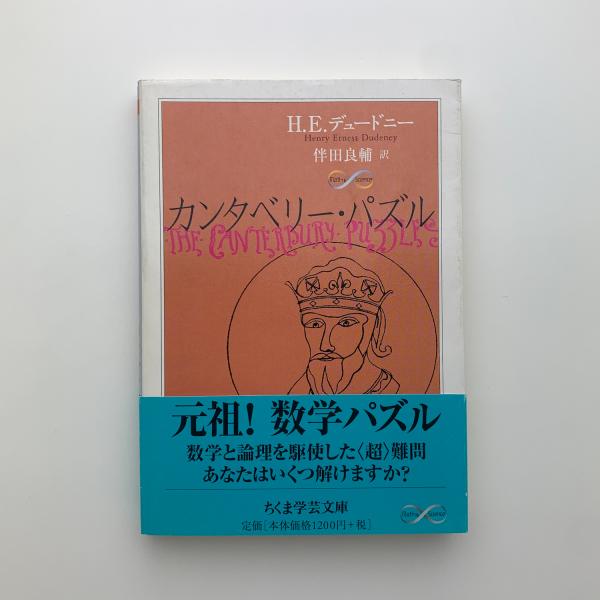 H.E.デュードニー
Henry Ernest Dudeney
伴田良輔 訳
Math & Science
カンタベリー・パズル
THE CANTERBURY PUZZLES
元祖! 数学パズル
数学と論理を駆使した〈超〉難問
あなたはいくつ解けますか?
ちくま学芸文庫
定価[本体価格1200円+税]
Math & Science